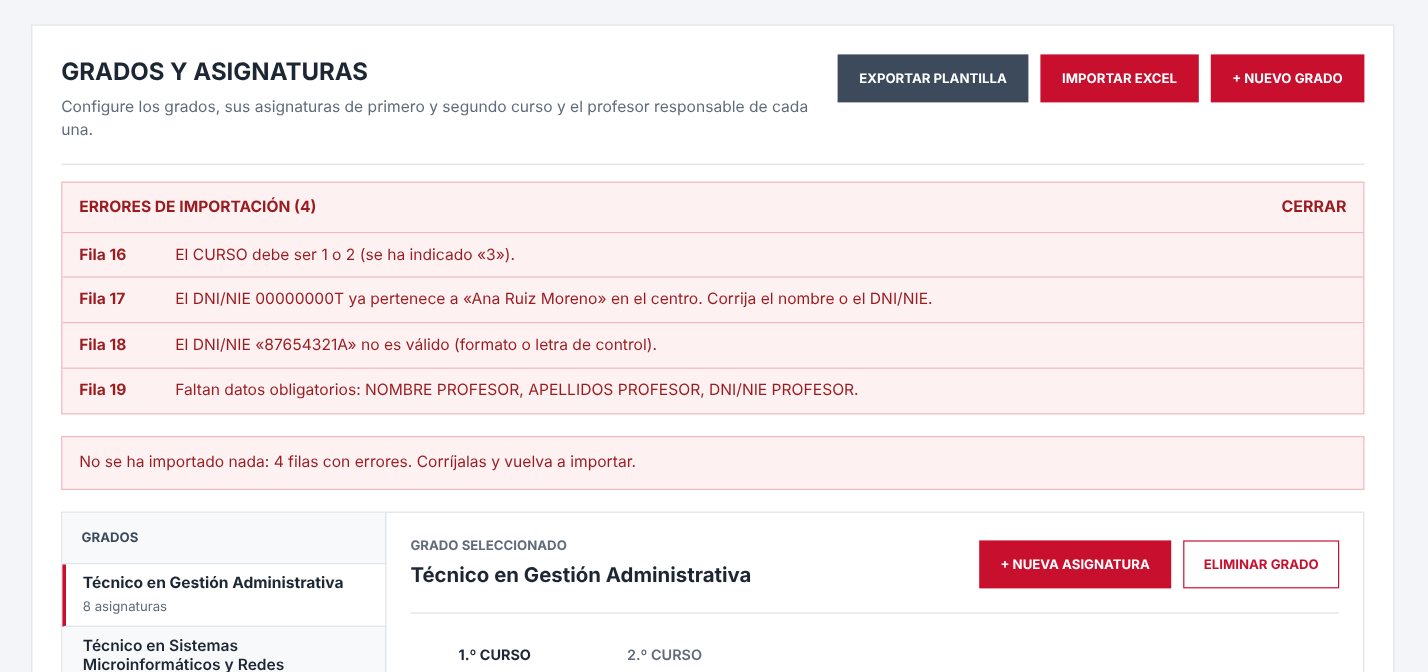 GRADOS Y ASIGNATURAS
Configure los grados, sus asignaturas de primero y segundo curso y el profesor responsable de cada
una.
EXPORTAR PLANTILLA
IMPORTAR EXCEL
+ NUEVO GRADO
ERRORES DE IMPORTACIÓN (4)
CERRAR
Fila 16 El CURSO debe ser 1 o 2 (se ha indicado «3»).
Fila 17 El DNI/NIE 00000000T ya pertenece a «Ana Ruiz Moreno» en el centro. Corrija el nombre o el DNI/NIE.
Fila 18 El DNI/NIE «87654321A» no es válido (formato o letra de control).
Fila 19 Faltan datos obligatorios: NOMBRE PROFESOR, APELLIDOS PROFESOR, DNI/NIE PROFESOR.
No se ha importado nada: 4 filas con errores. Corríjalas y vuelva a importar.
GRADOS
Técnico en Gestión Administrativa
8 asignaturas
Técnico en Sistemas
Microinformáticos y Redes
GRADO SELECCIONADO
Técnico en Gestión Administrativa
+ NUEVA ASIGNATURA
ELIMINAR GRADO
1.º CURSO
2.º CURSO